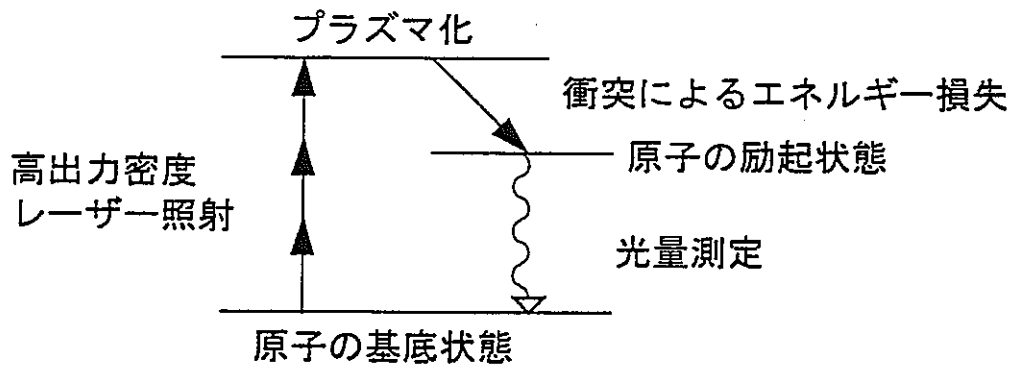 プラズマ化
衝突によるエネルギー損失
原子の励起状態
高出力密度
レーザー照射
光量測定
原子の基底状態